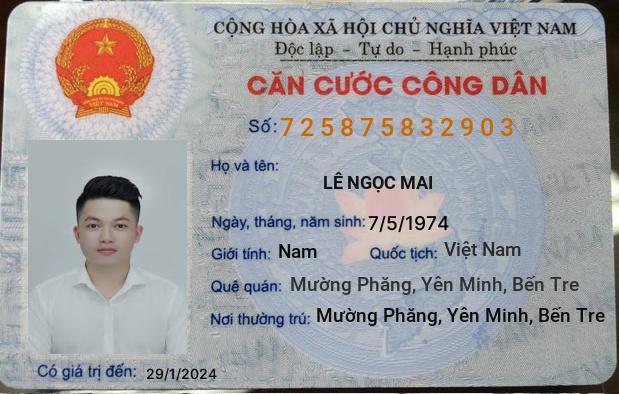 CỘNG HÒA XÃ HỘI CHỦ NGHĨA VIỆT NAM
Độc lập - Tự do - Hạnh phúc
CĂN CƯỚC CÔNG DÂN
Số: 725875832903
Họ và tên:
LÊ NGỌC MAI
Ngày, tháng, năm sinh: 7/5/1974
Giới tính: Nam Quốc tịch: Việt Nam
Quê quán: Mường Phăng, Yên Minh, Bến Tre
Nơi thường trú: Mường Phăng, Yên Minh, Bến Tre
Có giá trị đến: 29/1/2024
VIỆT NAM